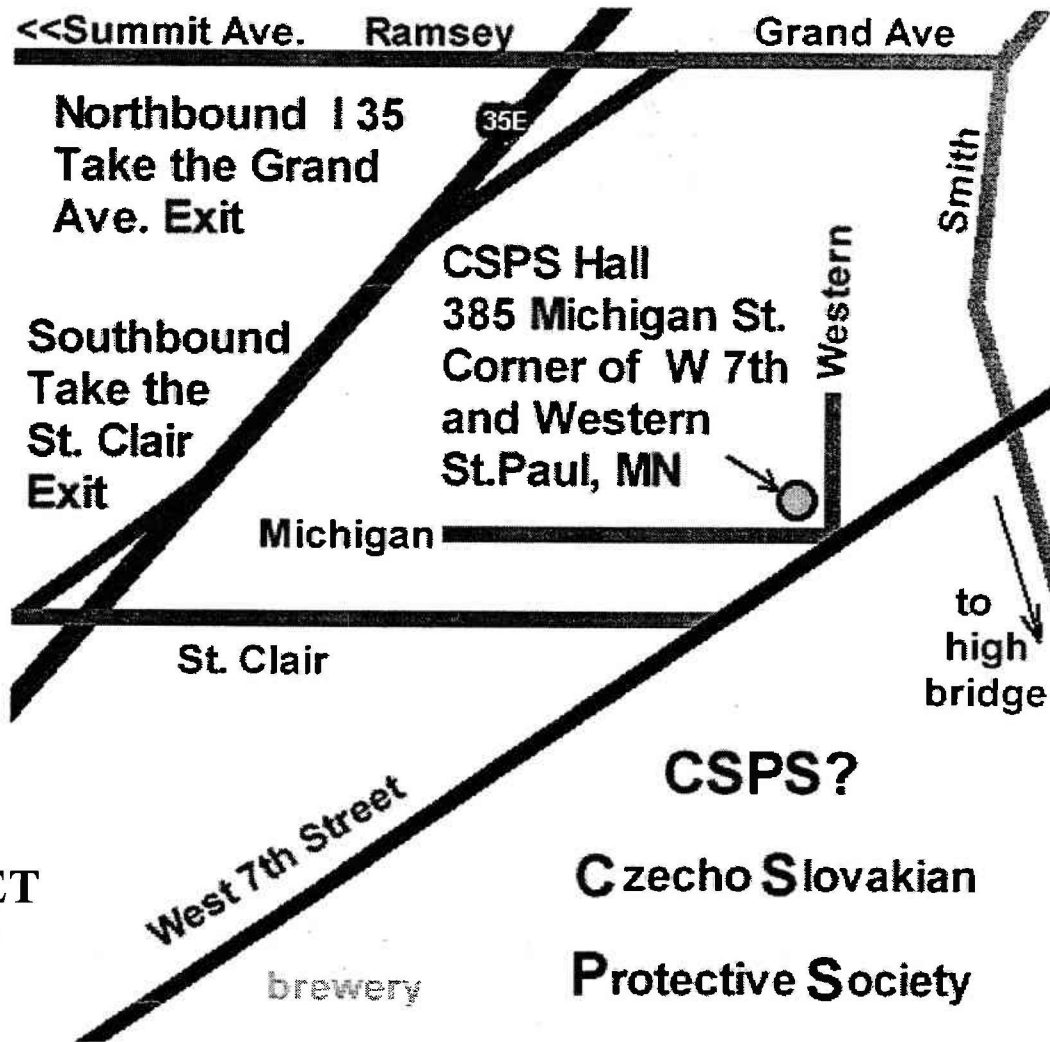 <<Summit Ave. Ramsey Grand Ave
Northbound I 35
Take the Grand
Ave. Exit
35E
Smith
CSPS Hall
385 Michigan St.
Corner of W 7th
and Western
St.Paul, MN
Western
Southbound
Take the
St. Clair
Exit
Michigan
St. Clair
to
high
bridge
West 7th Street
CSPS?
Czecho Slovakian
Protective Society
brewery